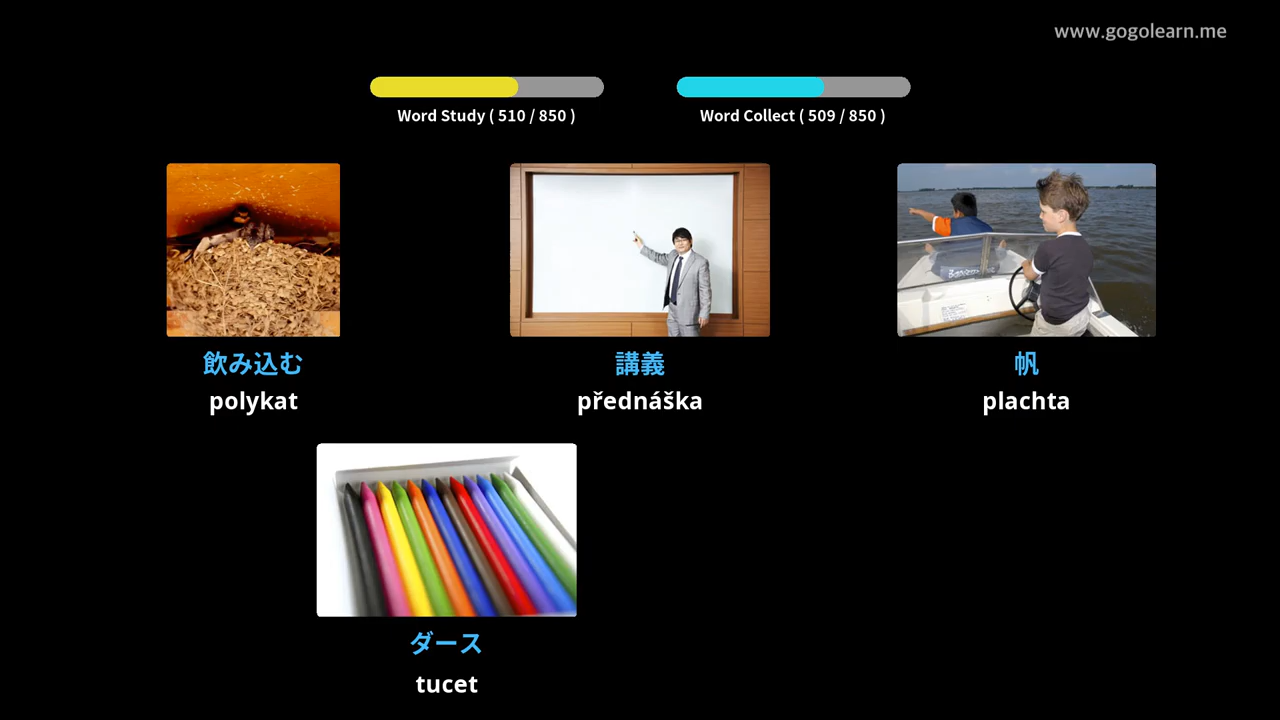 www.gogolearn.me
Word Study ( 510 / 850 )
Word Collect ( 509 / 850 )
飲み込む
polykat
講義
přednáška
帆
plachta
ダース
tucet